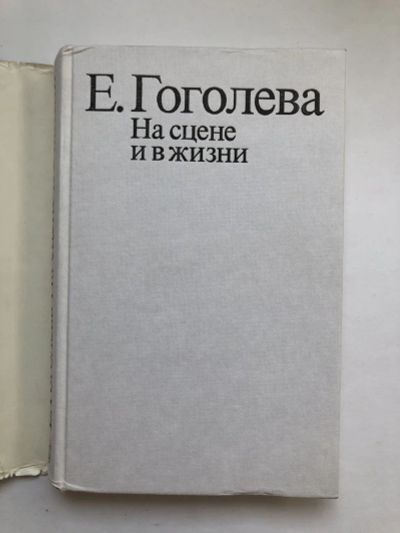 Е. Гоголева
На сцене
и в жизни